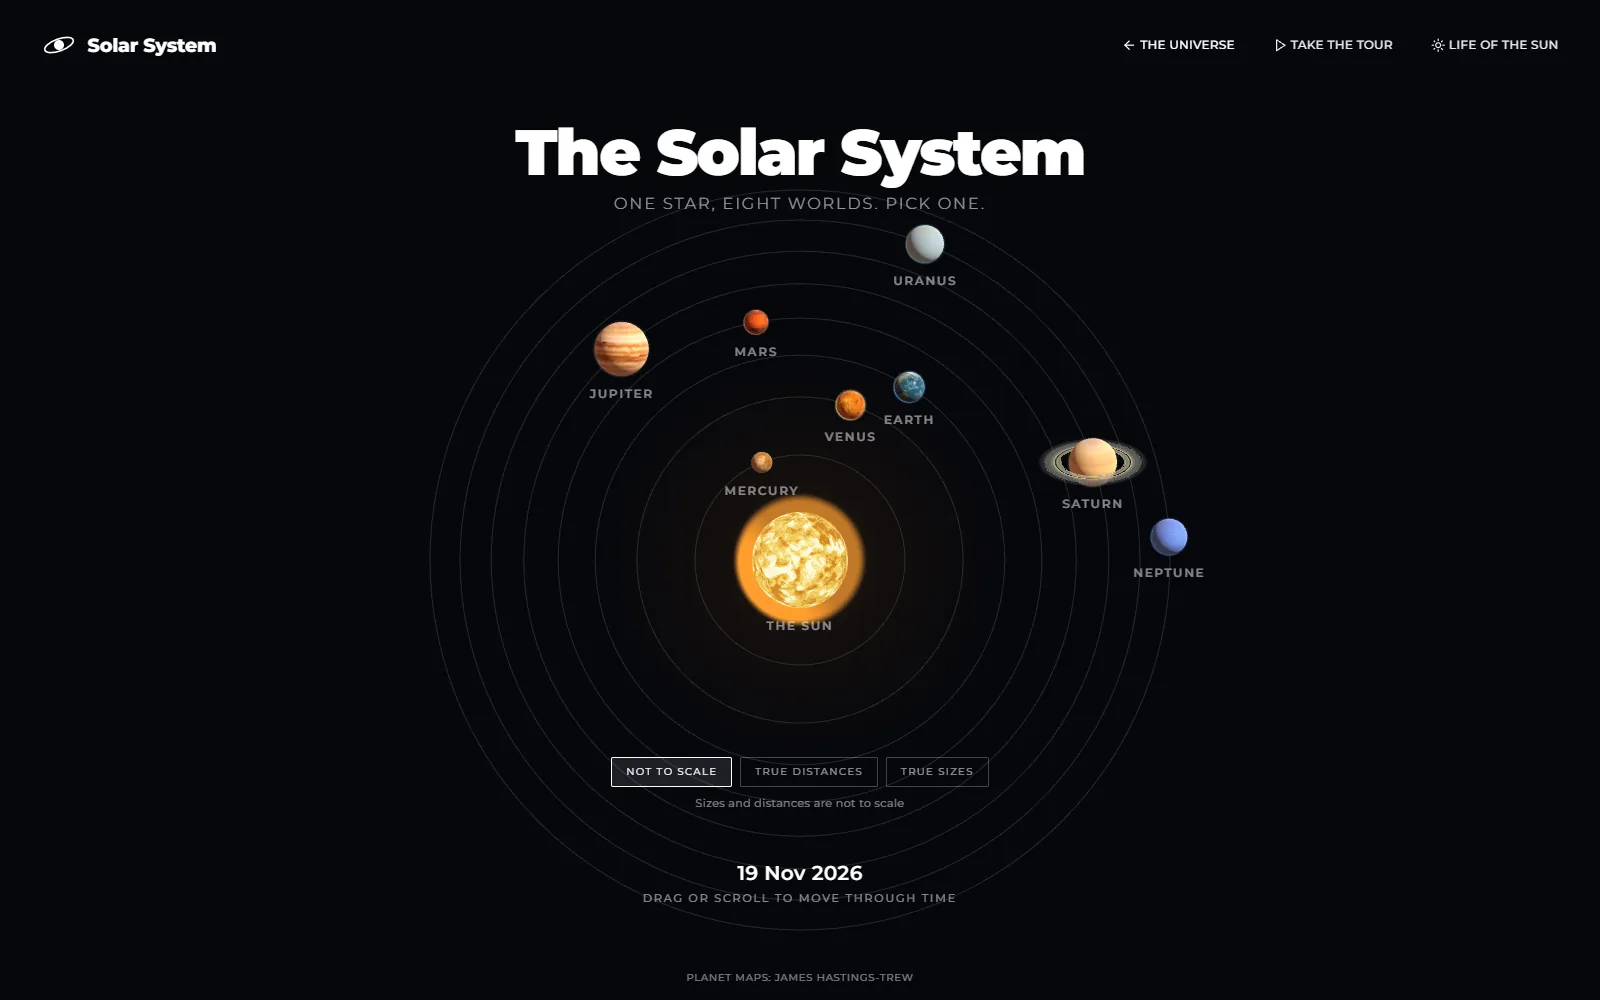 Solar System
THE UNIVERSE
TAKE THE TOUR
LIFE OF THE SUN
The Solar System
ONE STAR, EIGHT WORLDS. PICK ONE.
URANUS
MARS
JUPITER
EARTH
VENUS
MERCURY
SATURN
NEPTUNE
THE SUN
NOT TO SCALE
TRUE DISTANCES
TRUE SIZES
Sizes and distances are not to scale
19 Nov 2026
DRAG OR SCROLL TO MOVE THROUGH TIME
PLANET MAPS: JAMES HASTINGS-TREW